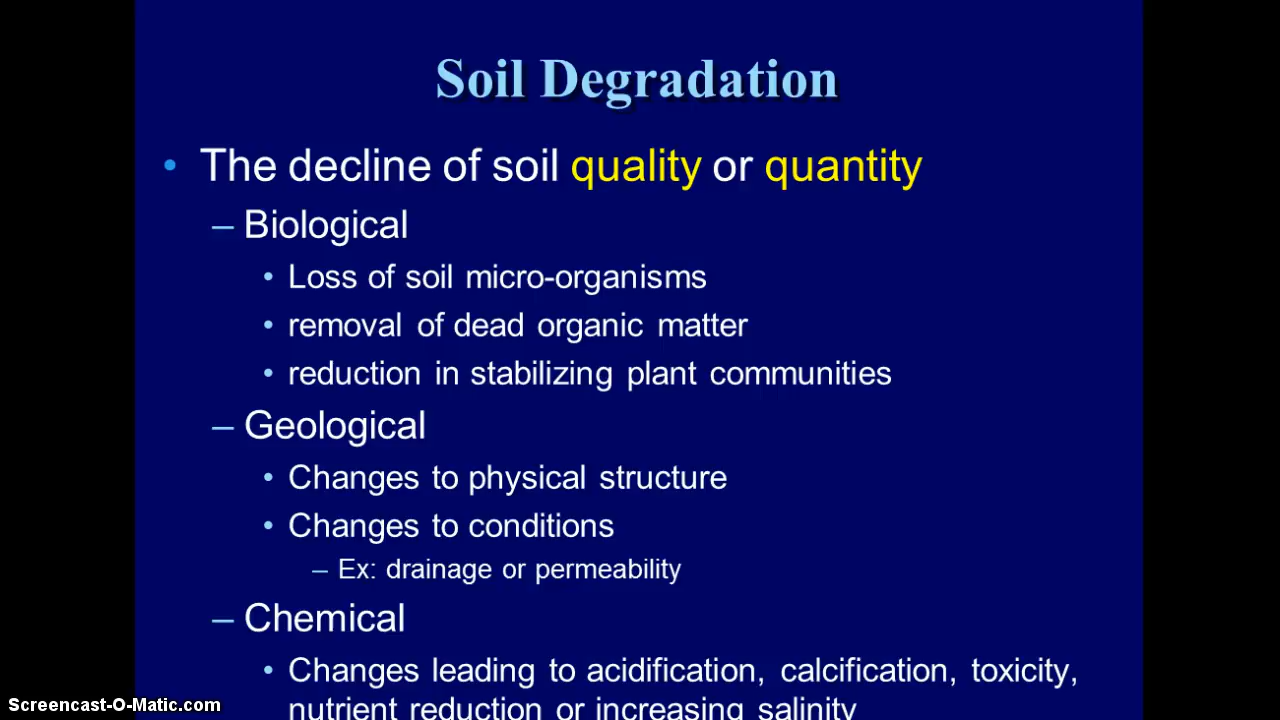 Soil Degradation
• The decline of soil quality or quantity
– Biological
• Loss of soil micro-organisms
• removal of dead organic matter
• reduction in stabilizing plant communities
– Geological
• Changes to physical structure
• Changes to conditions
– Ex: drainage or permeability
– Chemical
• Changes leading to acidification, calcification, toxicity,
nutrient reduction or increasing salinity
Screencast-O-Matic.com